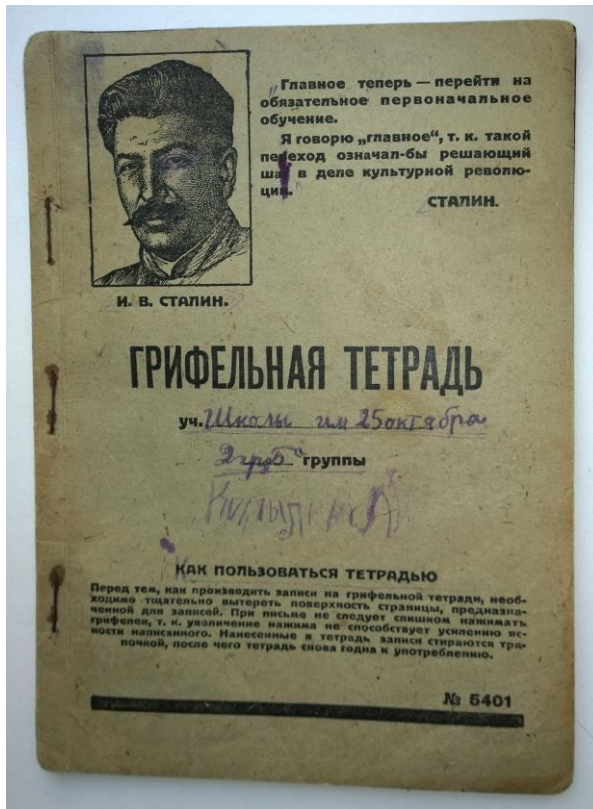 „Главное теперь — перейти на
обязательное первоначальное
обучение.
Я говорю „главное“, т. к. такой
переход означал-бы решающий
шаг в деле культурной револю-
ции.“
СТАЛИН.
И. В. СТАЛИН.
ГРИФЕЛЬНАЯ ТЕТРАДЬ
уч. Школы им 25 октября
2 гр „Б“ группы
КАК ПОЛЬЗОВАТЬСЯ ТЕТРАДЬЮ
Перед тем, как производить записи на грифельной тетради, необ-
ходимо тщательно вытереть поверхность страницы, предназна-
ченной для записей. При письме не следует слишком нажимать
грифелек, т. к. увеличение нажима не способствует усилению яс-
ности написанного. Нанесенные в тетрадь записи стираются тря-
почкой, после чего тетрадь снова годна к употреблению.
№ 5401